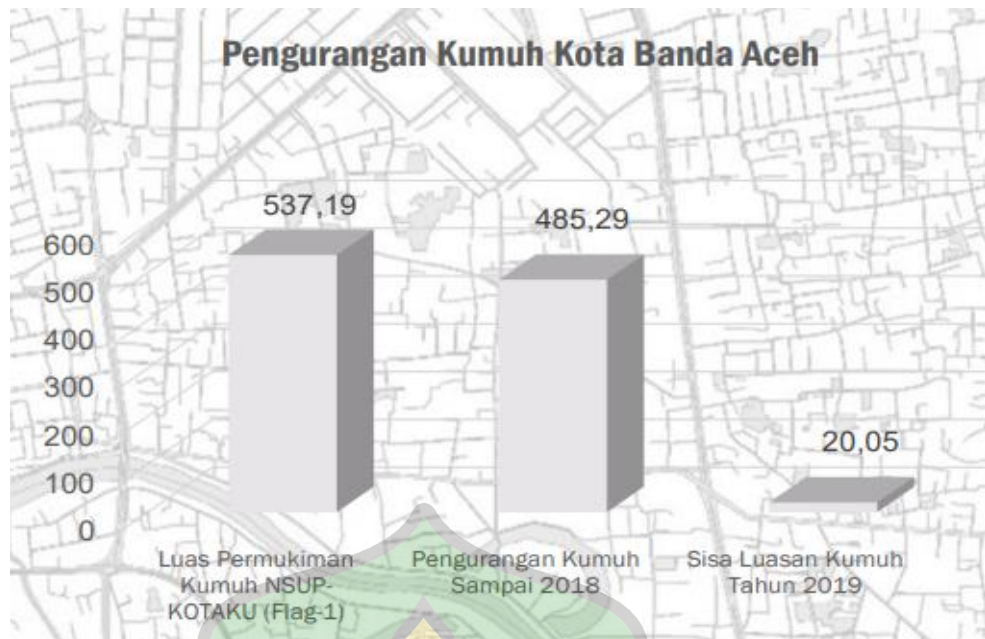 Pengurangan Kumuh Kota Banda Aceh
537,19
485,29
20,05
600
500
400
300
200
100
0
Luas Permukiman
Kumuh NSUP-
KOTAKU (Flag-1)
Pengurangan Kumuh
Sampai 2018
Sisa Luasan Kumuh
Tahun 2019